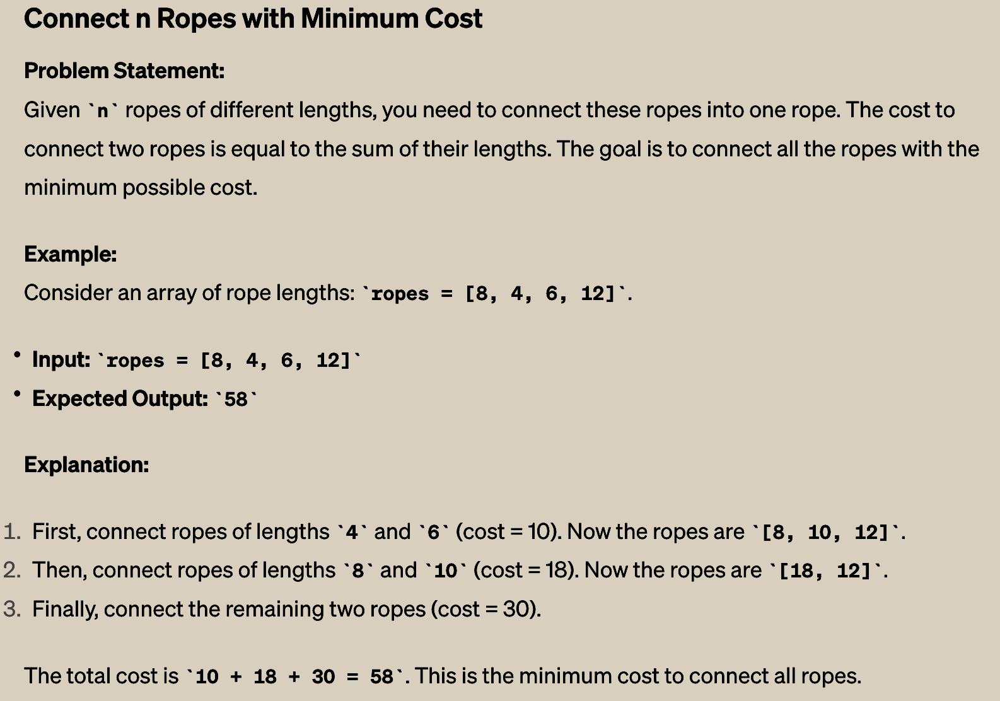 Connect n Ropes with Minimum Cost
Problem Statement:
Given `n` ropes of different lengths, you need to connect these ropes into one rope. The cost to
connect two ropes is equal to the sum of their lengths. The goal is to connect all the ropes with the
minimum possible cost.
Example:
Consider an array of rope lengths: `ropes = [8, 4, 6, 12]`.
• Input: `ropes = [8, 4, 6, 12]`
• Expected Output: `58`
Explanation:
1. First, connect ropes of lengths `4` and `6` (cost = 10). Now the ropes are `[8, 10, 12]`.
2. Then, connect ropes of lengths `8` and `10` (cost = 18). Now the ropes are `[18, 12]`.
3. Finally, connect the remaining two ropes (cost = 30).
The total cost is `10 + 18 + 30 = 58`. This is the minimum cost to connect all ropes.